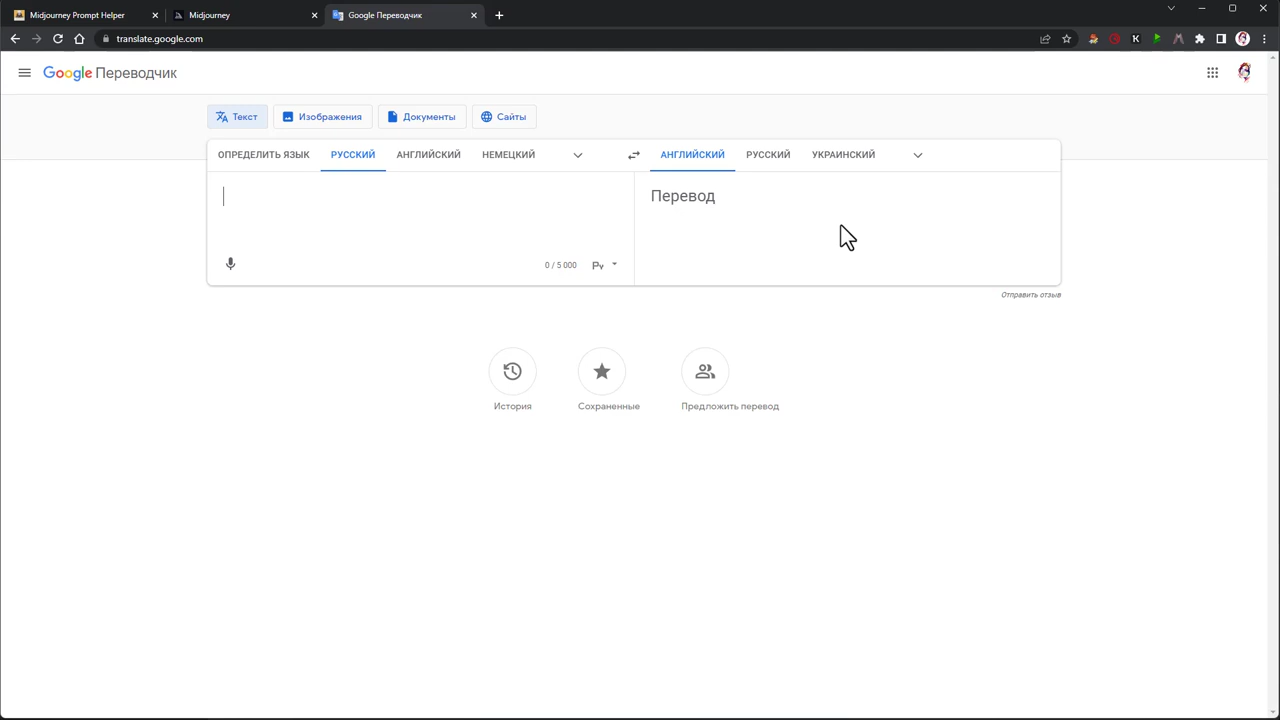 Midjourney Prompt Helper
Midjourney
Google Переводчик
translate.google.com
Google Переводчик
Текст
Изображения
Документы
Сайты
ОПРЕДЕЛИТЬ ЯЗЫК
РУССКИЙ
АНГЛИЙСКИЙ
НЕМЕЦКИЙ
АНГЛИЙСКИЙ
РУССКИЙ
УКРАИНСКИЙ
Перевод
0 / 5 000
Ру
Отправить отзыв
История
Сохраненные
Предложить перевод